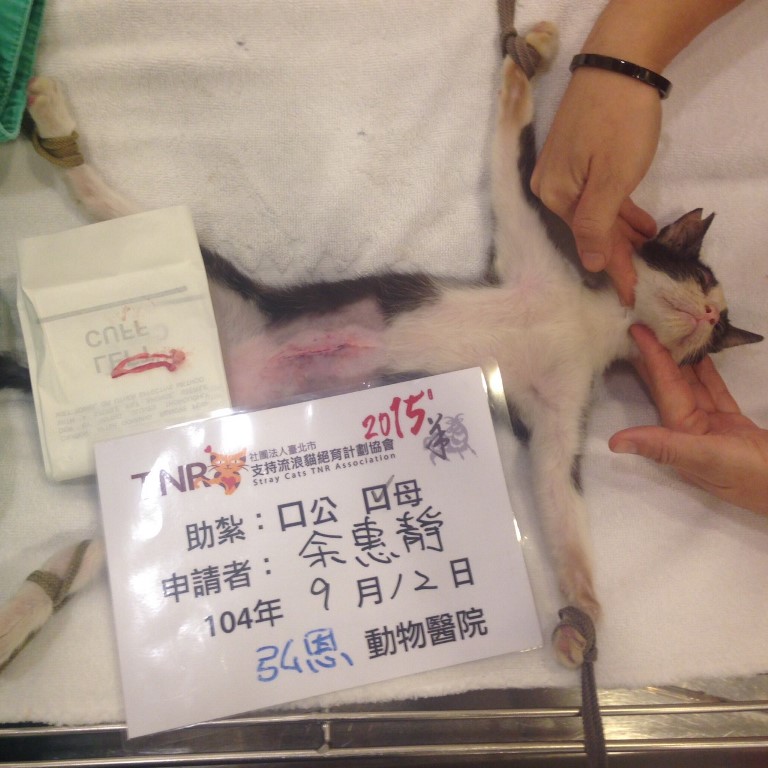 LEFT
CUFF
2015'
TNR
社團法人臺北市
支持流浪貓絕育計劃協會
Stray Cats TNR Association
助紮：口公 口母
申請者：余惠靜
104年 9月12日
弘恩 動物醫院